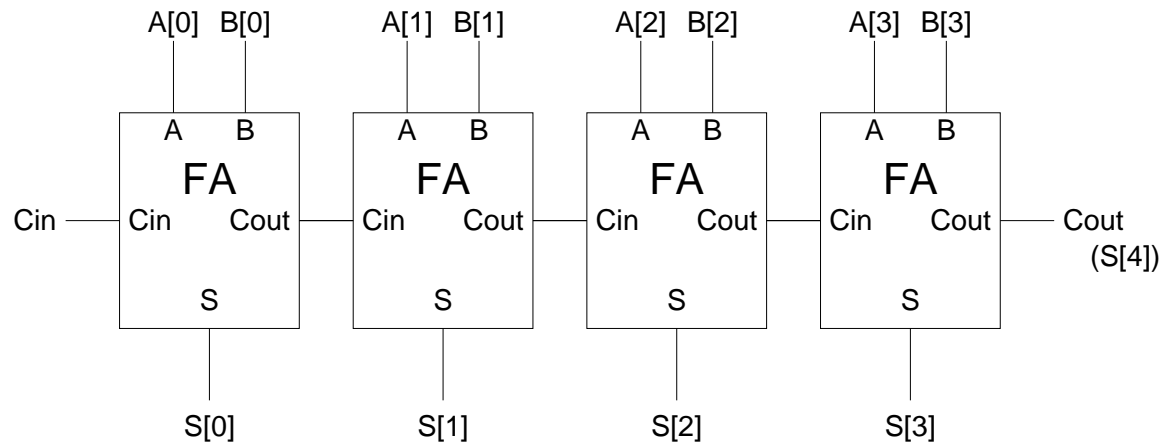 A[0] B[0] A[1] B[1] A[2] B[2] A[3] B[3]
A B A B A B A B
FA FA FA FA
Cin Cin Cout Cin Cout Cin Cout Cin Cout Cout
(S[4])
S S S S
S[0] S[1] S[2] S[3]